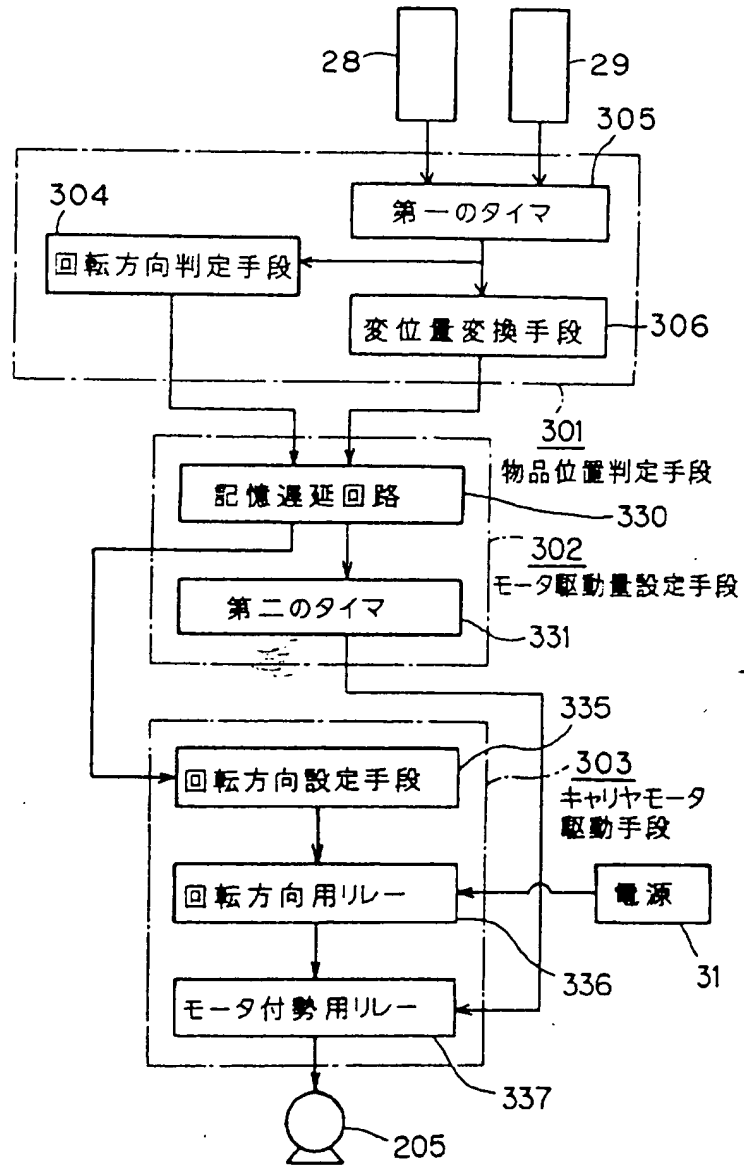 28
29
305
304
第一のタイマ
回転方向判定手段
変位量変換手段
306
301
物品位置判定手段
記憶遅延回路
330
302
モータ駆動量設定手段
第二のタイマ
331
335
303
キャリヤモータ
駆動手段
回転方向設定手段
回転方向用リレー
電源
336
31
モータ付勢用リレー
337
205